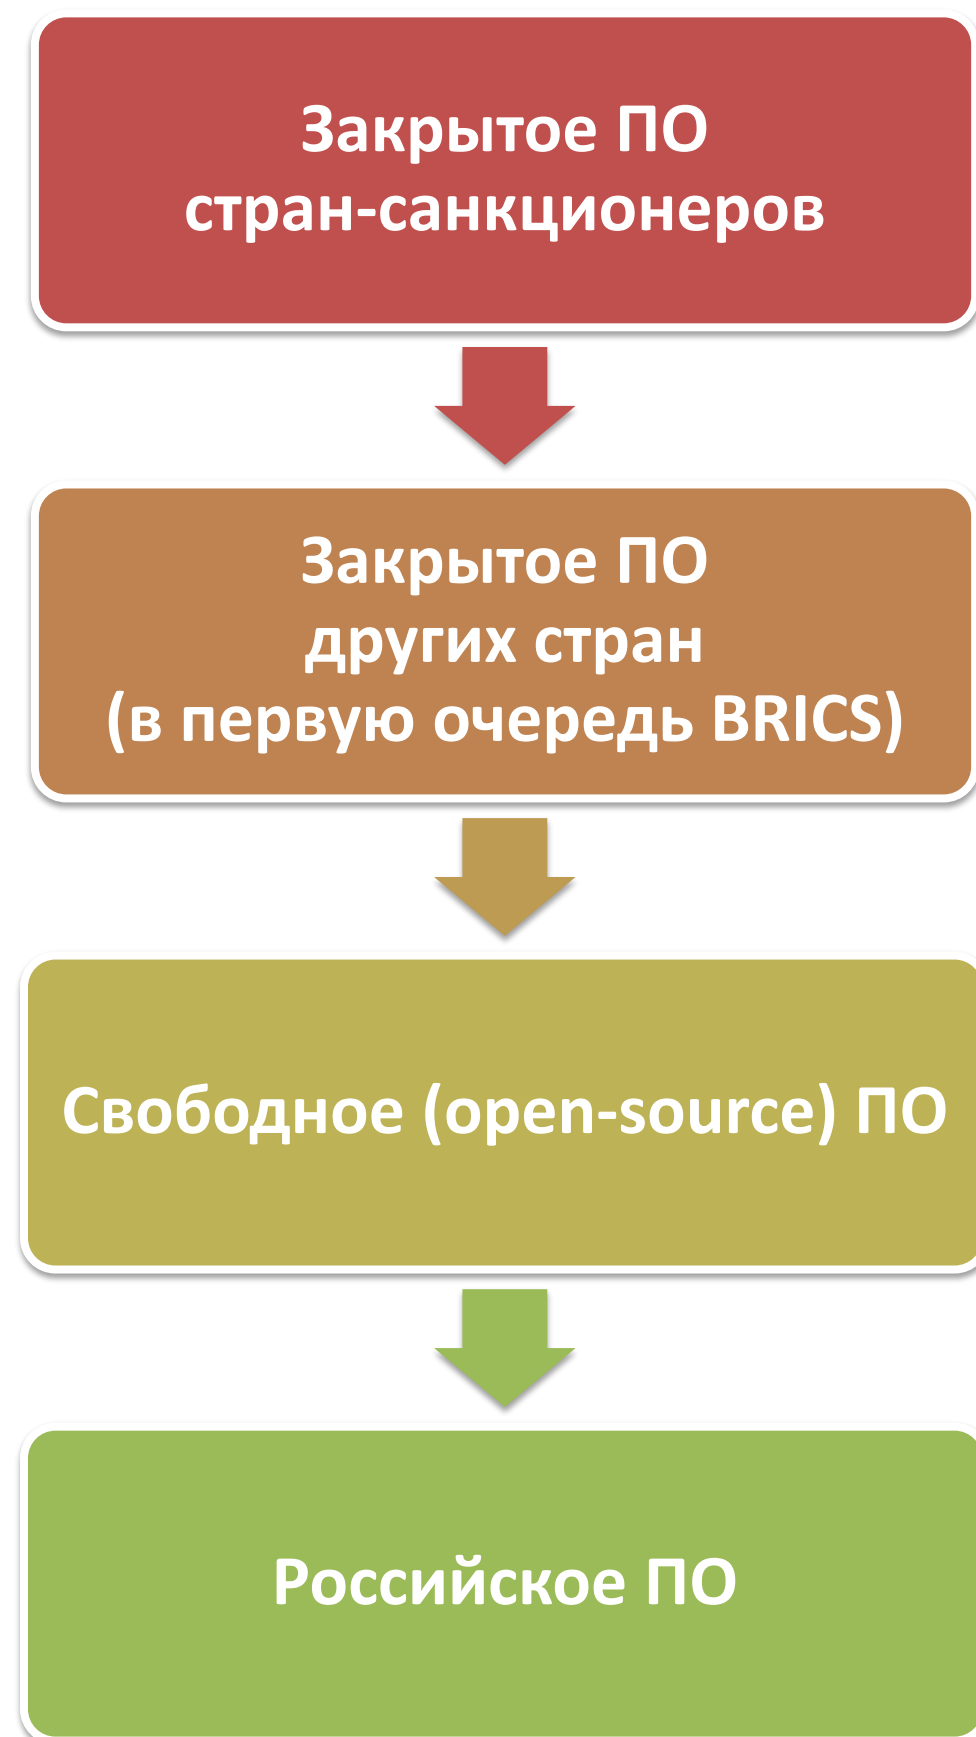 Закрытое ПО
стран-санкционеров
Закрытое ПО
других стран
(в первую очередь BRICS)
Свободное (open-source) ПО
Российское ПО